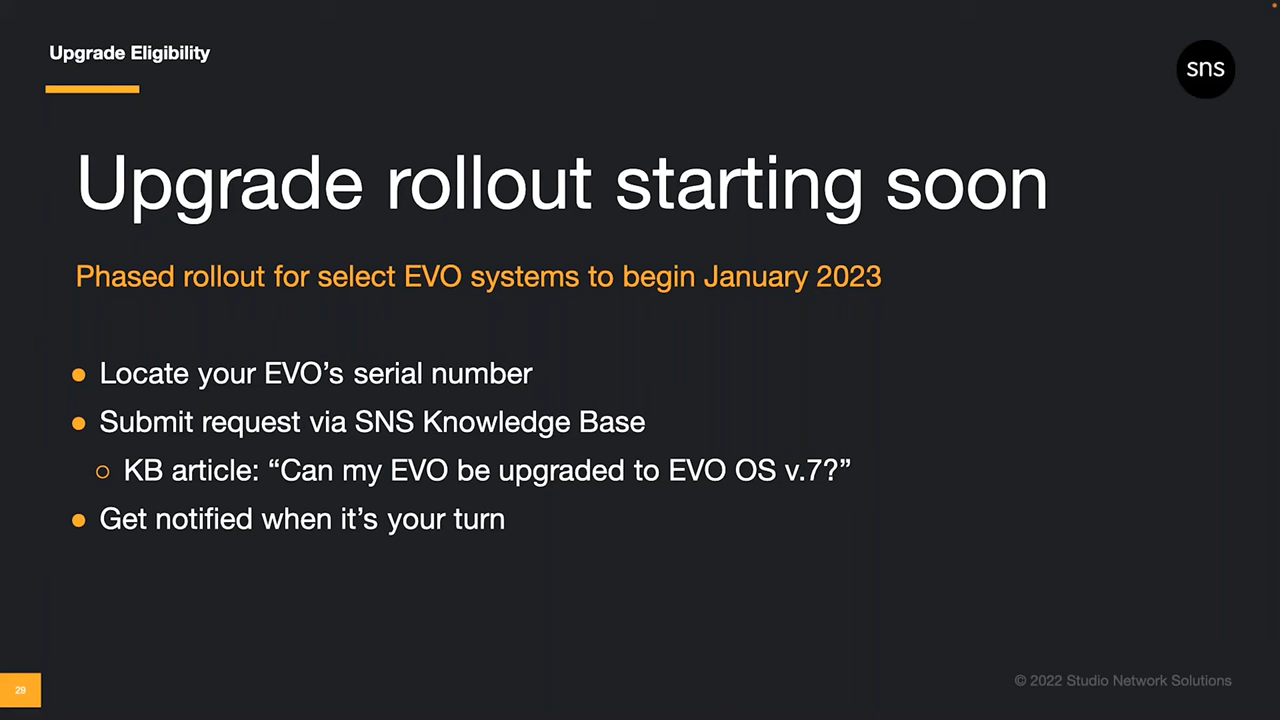 Upgrade Eligibility
sns
Upgrade rollout starting soon
Phased rollout for select EVO systems to begin January 2023
● Locate your EVO’s serial number
● Submit request via SNS Knowledge Base
○ KB article: “Can my EVO be upgraded to EVO OS v.7?”
● Get notified when it’s your turn
29
© 2022 Studio Network Solutions